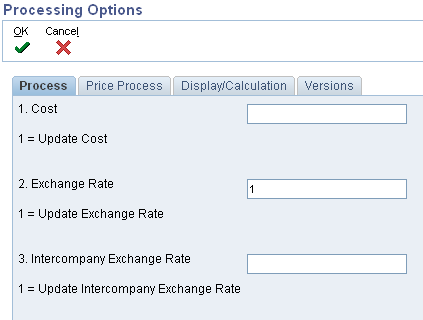 Processing Options
OK Cancel
Process Price Process Display/Calculation Versions
1. Cost
1 = Update Cost
2. Exchange Rate 1
1 = Update Exchange Rate
3. Intercompany Exchange Rate
1 = Update Intercompany Exchange Rate